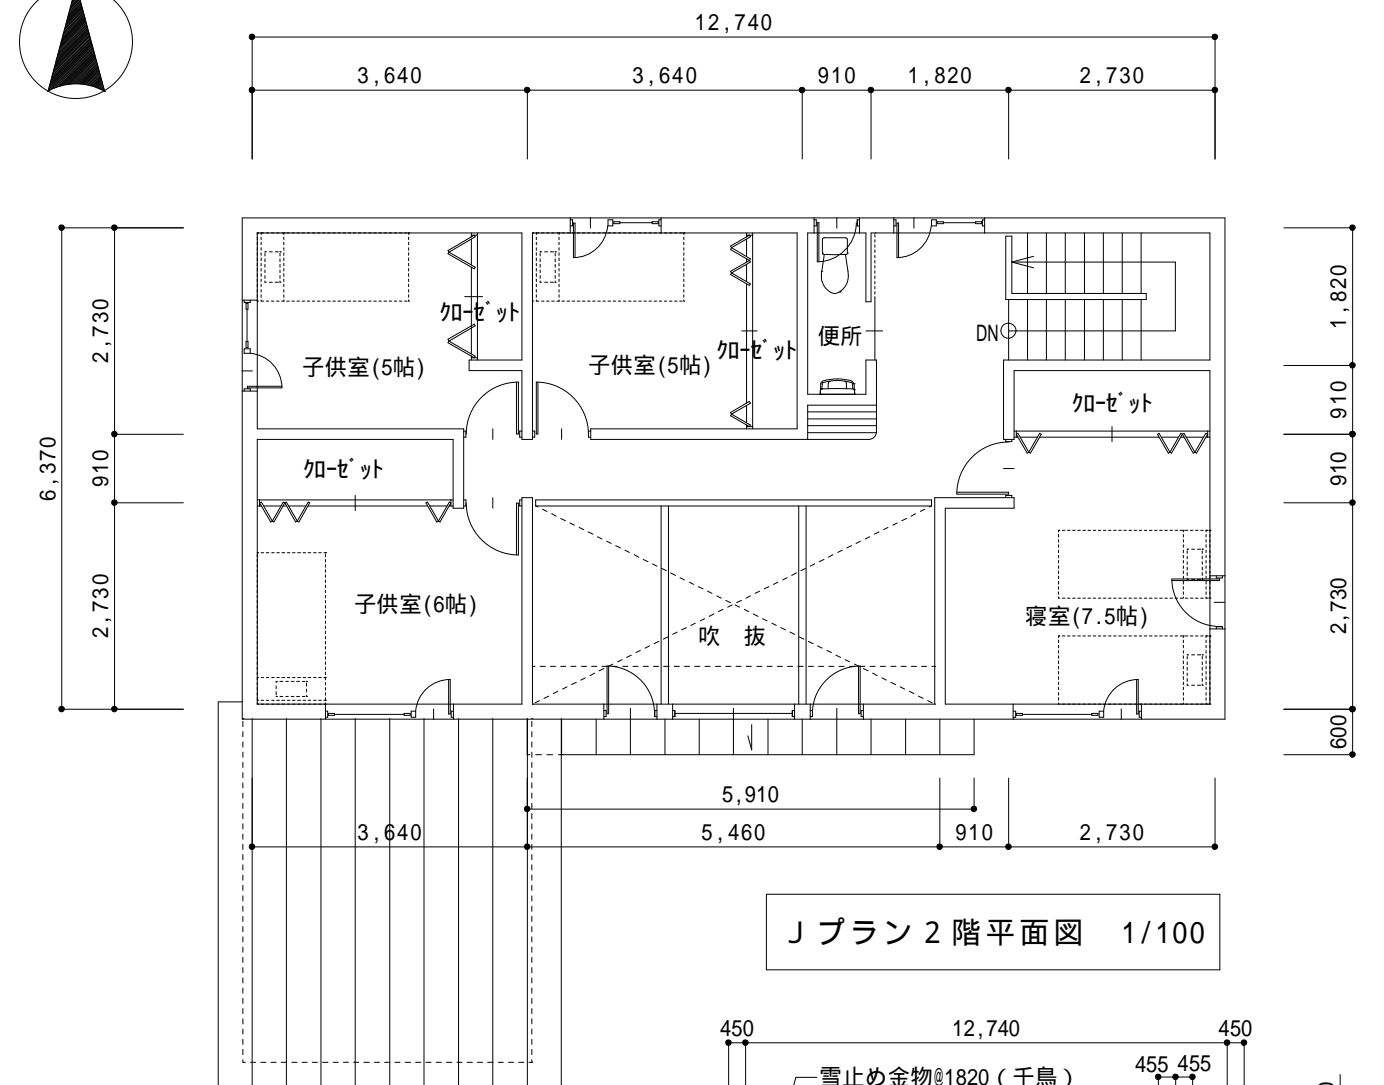 12,740
3,640 3,640 910 1,820 2,730
2,730
1,820
ｸﾛｰｾﾞｯﾄ
便所
DN
子供室(5帖)
子供室(5帖)
ｸﾛｰｾﾞｯﾄ
ｸﾛｰｾﾞｯﾄ
910
6,370
910
ｸﾛｰｾﾞｯﾄ
910
2,730
子供室(6帖)
吹 抜
寝室(7.5帖)
2,730
600
5,910
3,640 5,460 910 2,730
Jプラン2階平面図 1/100
450 12,740 450
雪止め金物@1820(千鳥)
455 455